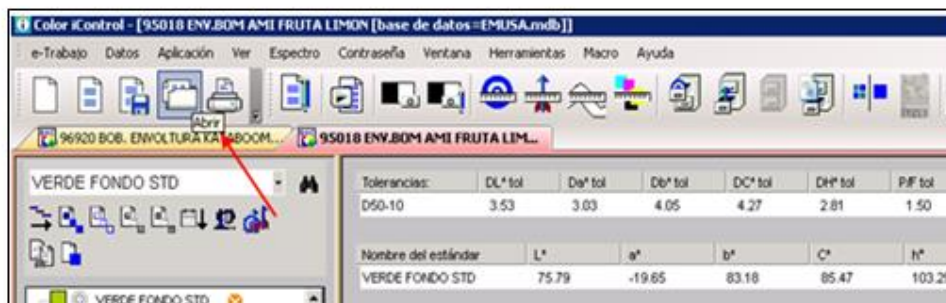 Color iControl - [95018 ENV.BOM AMI FRUTA LIMON [base de datos=EMUSA.mdb]]
e-Trabajo Datos Aplicación Ver Espectro Contraseña Ventana Herramientas Macro Ayuda
Abrir
96920 BOB. ENVOLTURA KATABOOM... 95018 ENV.BOM AMI FRUTA LIM...
VERDE FONDO STD
Tolerancias: DL* tol Da* tol Db* tol DC* tol DH* tol P/F tol
D50-10 3.53 3.03 4.05 4.27 2.81 1.50
Nombre del estándar L* a* b* C* h°
VERDE FONDO STD 75.79 -19.65 83.18 85.47 103.2
VERDE FONDO STD